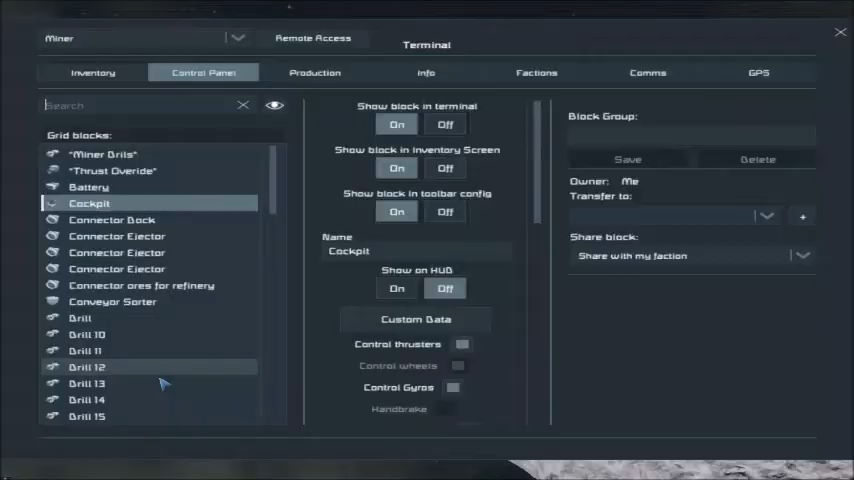 Miner
Remote Access
Terminal
Inventory
Control Panel
Production
Info
Factions
Comms
GPS
Search
Grid blocks:
"Miner Drils"
"Thrust Overide"
Battery
Cockpit
Connector Dock
Connector Ejector
Connector Ejector
Connector Ejector
Connector ores for refinery
Conveyor Sorter
Drill
Drill 10
Drill 11
Drill 12
Drill 13
Drill 14
Drill 15
Show block in terminal
On Off
Show block in Inventory Screen
On Off
Show block in toolbar config
On Off
Name
Cockpit
Show on HUD
On Off
Custom Data
Control thrusters
Control wheels
Control Gyros
Handbrake
Block Group:
Save Delete
Owner: Me
Transfer to:
+
Share block:
Share with my faction